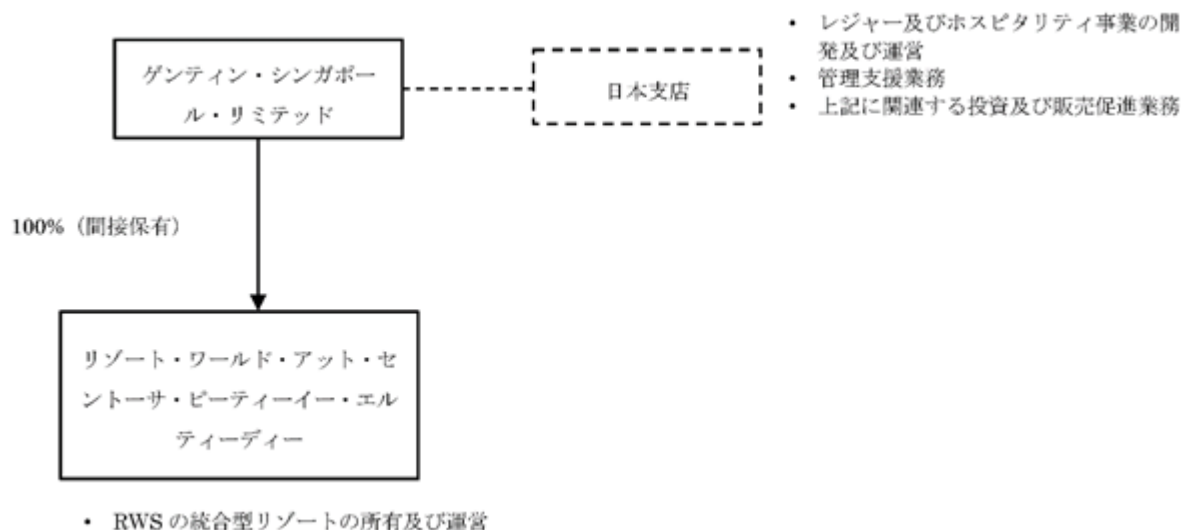 ゲンティン・シンガポー
ル・リミテッド
日本支店
• レジャー及びホスピタリティ事業の開
発及び運営
• 管理支援業務
• 上記に関連する投資及び販売促進業務
100%（間接保有）
リゾート・ワールド・アット・セ
ントーサ・ピーティーイー・エル
ティーディー
• RWS の統合型リゾートの所有及び運営